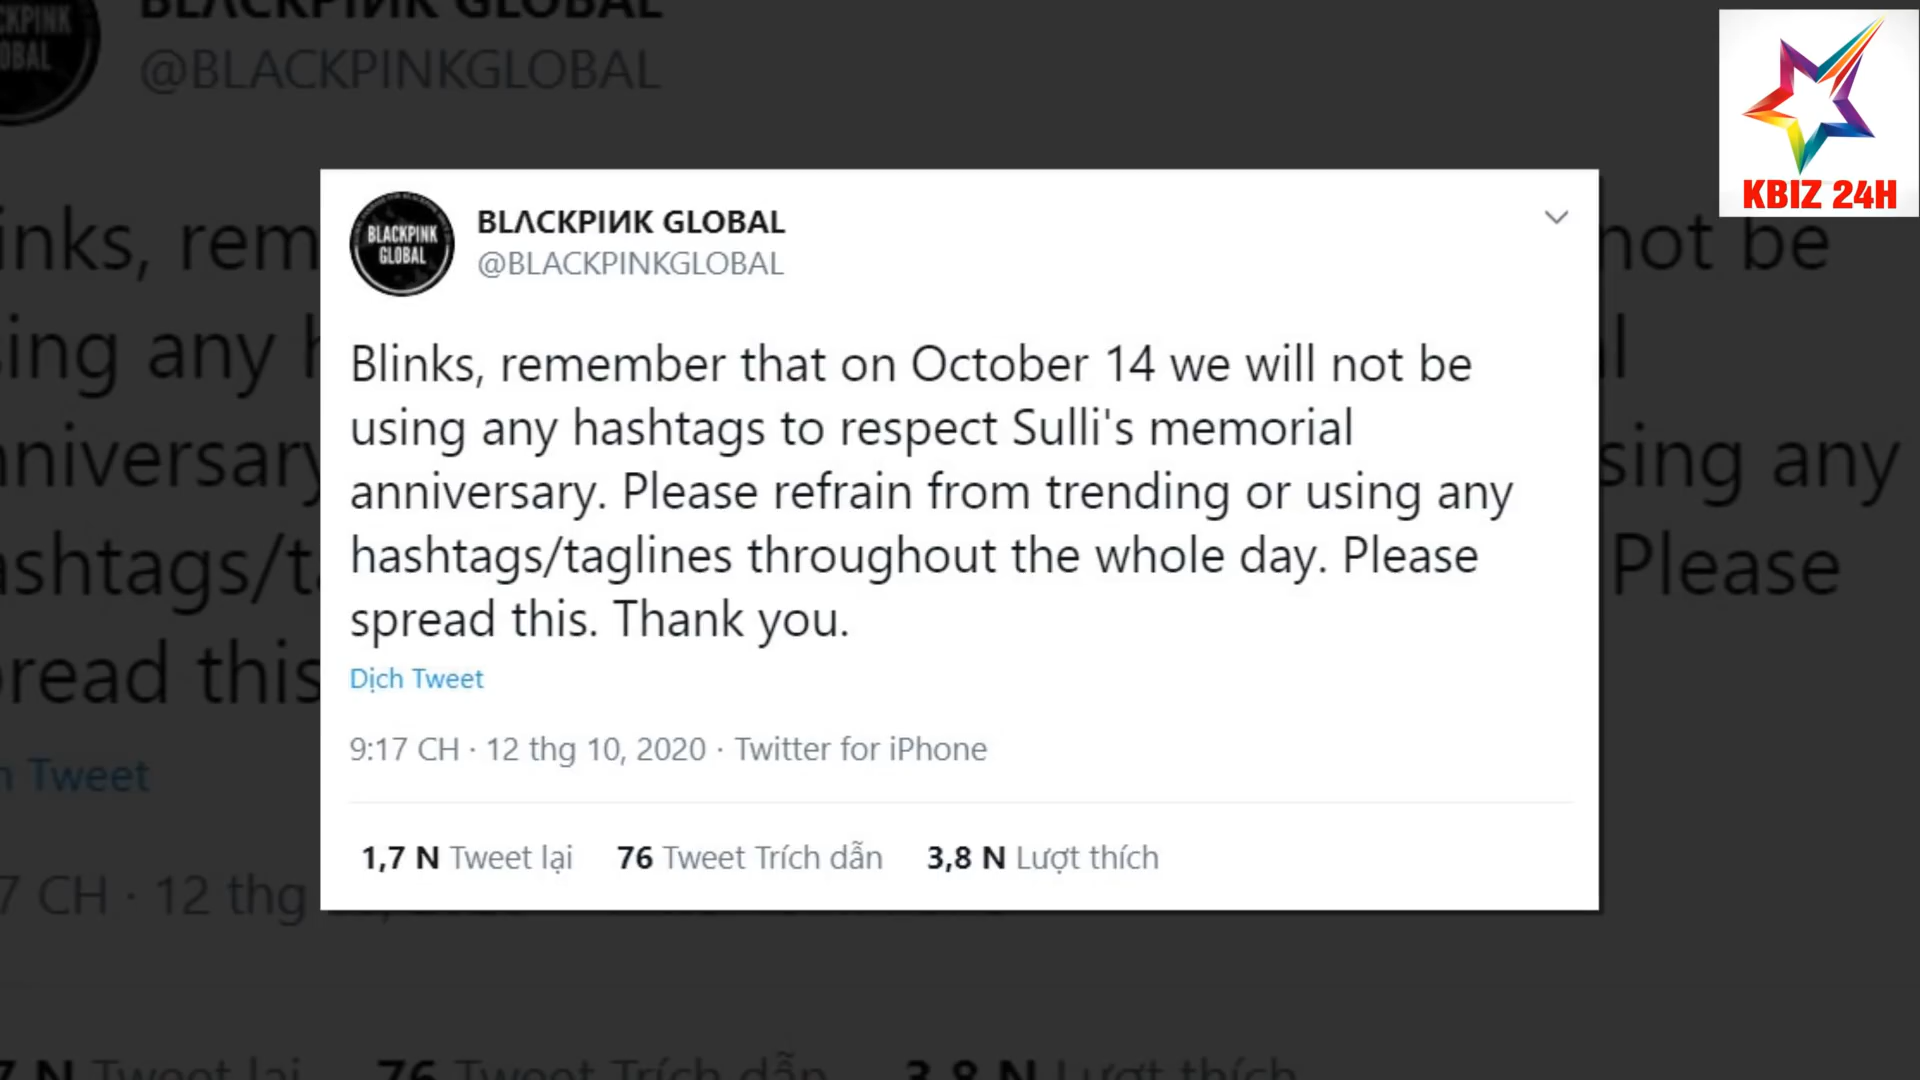 BLΛCKPIИK GLOBAL
@BLACKPINKGLOBAL
KBIZ 24H
BLACKPINK
GLOBAL
BLΛCKPIИK GLOBAL
@BLACKPINKGLOBAL
Blinks, remember that on October 14 we will not be
using any hashtags to respect Sulli's memorial
anniversary. Please refrain from trending or using any
hashtags/taglines throughout the whole day. Please
spread this. Thank you.
Dịch Tweet
9:17 CH · 12 thg 10, 2020 · Twitter for iPhone
1,7 N Tweet lại 76 Tweet Trích dẫn 3,8 N Lượt thích